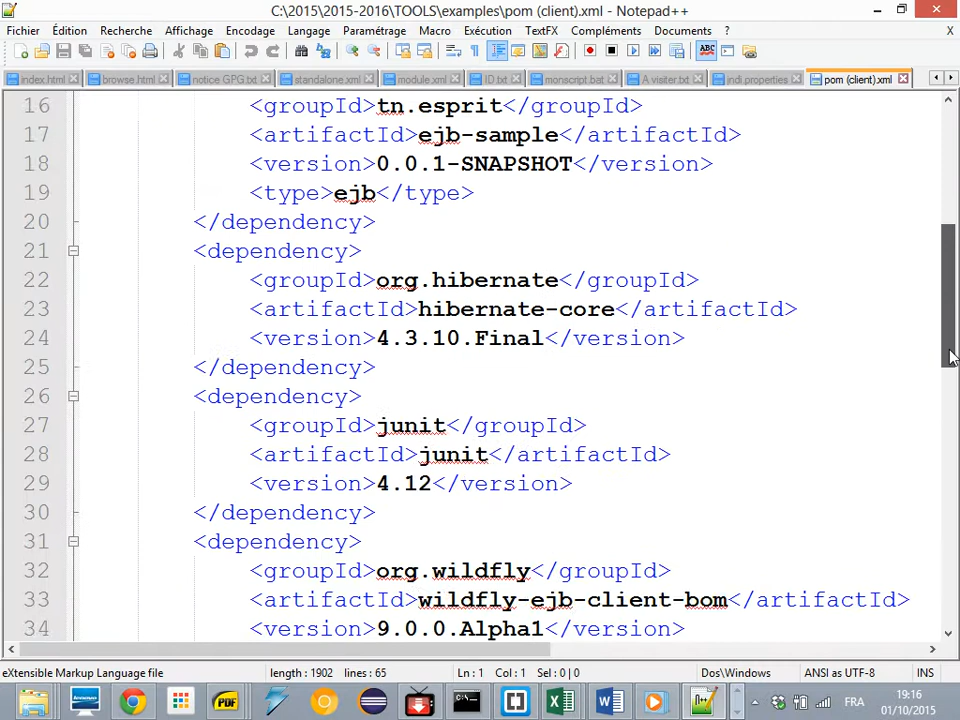 C:\2015\2015-2016\TOOLS\examples\pom (client).xml - Notepad++
Fichier Édition Recherche Affichage Encodage Langage Paramétrage Macro Exécution TextFX Compléments Documents ? X
index.html browse.html notice GPG.txt standalone.xml module.xml ID.txt monscript.bat A visiter.txt jndi.properties pom (client).xml
16 <groupId>tn.esprit</groupId>
17 <artifactId>ejb-sample</artifactId>
18 <version>0.0.1-SNAPSHOT</version>
19 <type>ejb</type>
20 </dependency>
21 <dependency>
22 <groupId>org.hibernate</groupId>
23 <artifactId>hibernate-core</artifactId>
24 <version>4.3.10.Final</version>
25 </dependency>
26 <dependency>
27 <groupId>junit</groupId>
28 <artifactId>junit</artifactId>
29 <version>4.12</version>
30 </dependency>
31 <dependency>
32 <groupId>org.wildfly</groupId>
33 <artifactId>wildfly-ejb-client-bom</artifactId>
34 <version>9.0.0.Alpha1</version>
eXtensible Markup Language file length : 1902 lines : 65 Ln : 1 Col : 1 Sel : 0 | 0 Dos\Windows ANSI as UTF-8 INS
FRA 19:16
01/10/2015